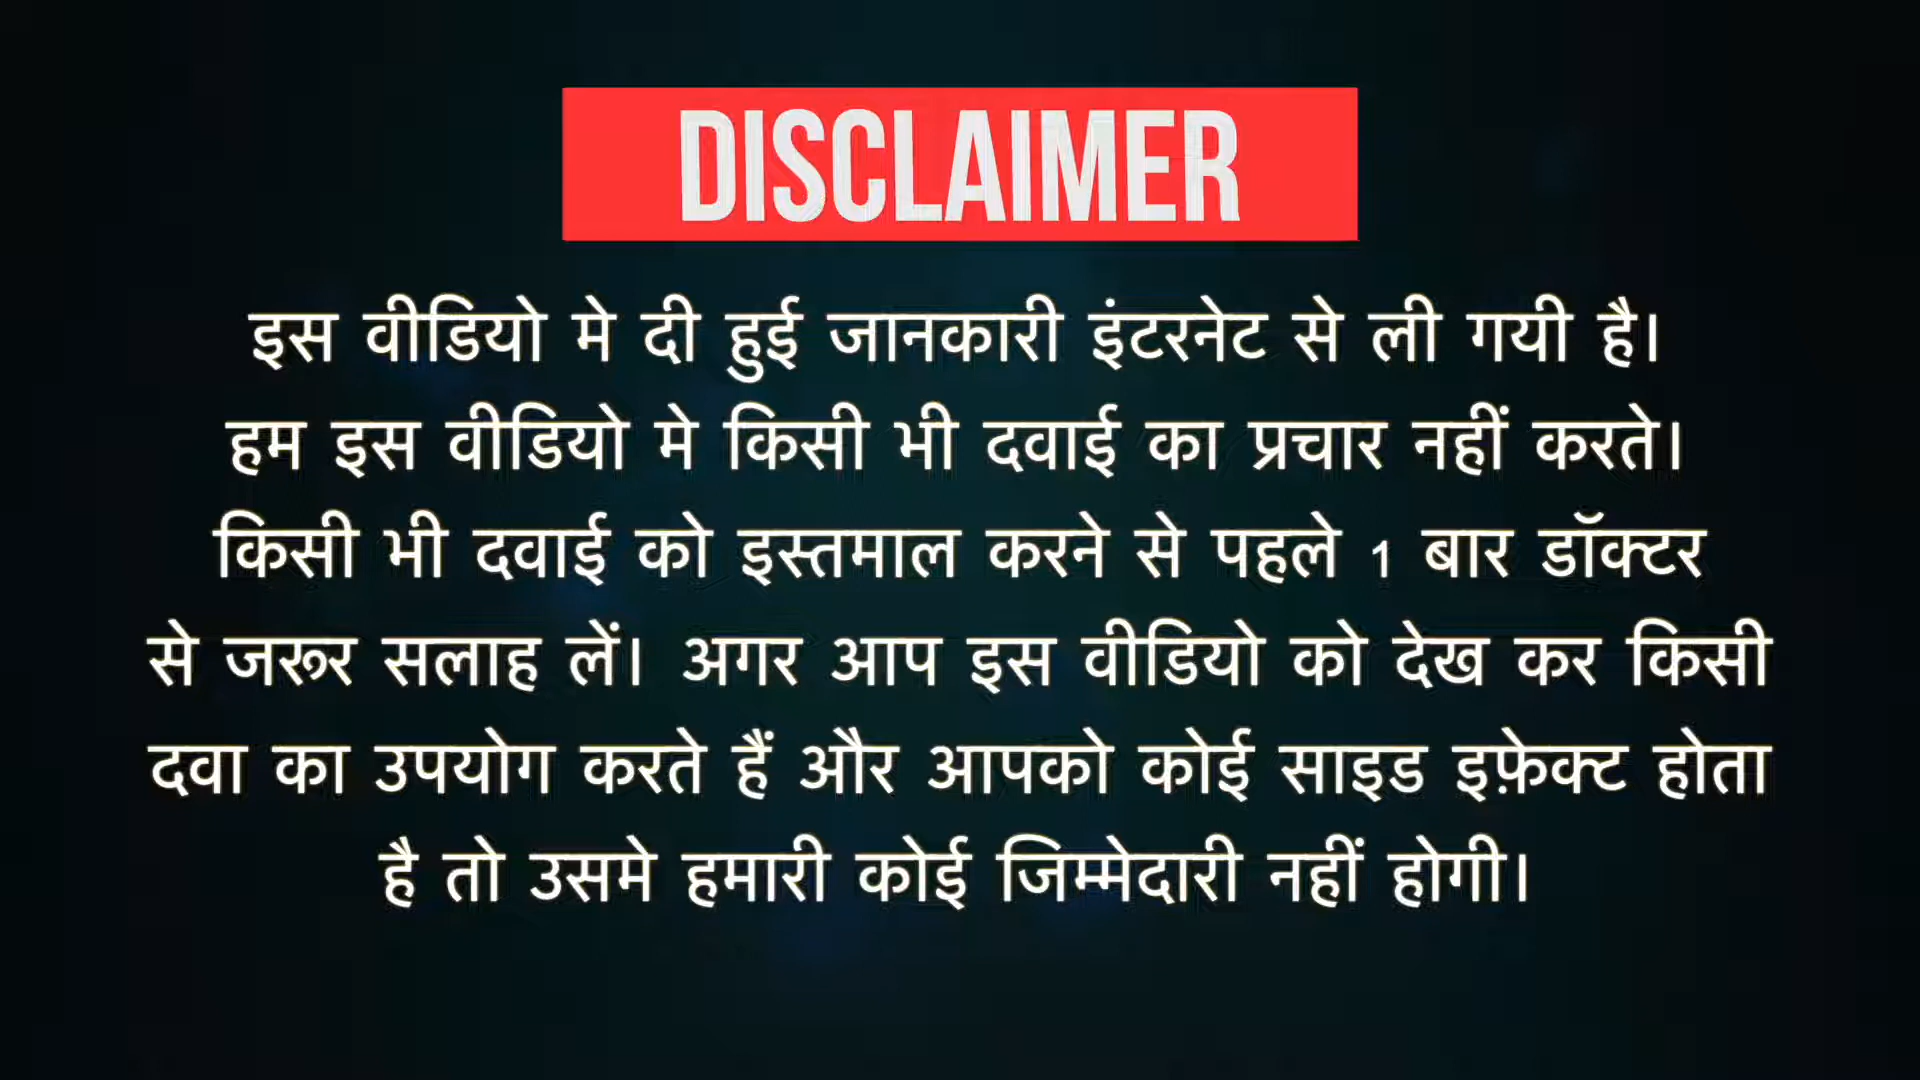 DISCLAIMER
इस वीडियो मे दी हुई जानकारी इंटरनेट से ली गयी है।
हम इस वीडियो मे किसी भी दवाई का प्रचार नहीं करते।
किसी भी दवाई को इस्तमाल करने से पहले 1 बार डॉक्टर
से जरूर सलाह लें। अगर आप इस वीडियो को देख कर किसी
दवा का उपयोग करते हैं और आपको कोई साइड इफ़ेक्ट होता
है तो उसमे हमारी कोई जिम्मेदारी नहीं होगी।